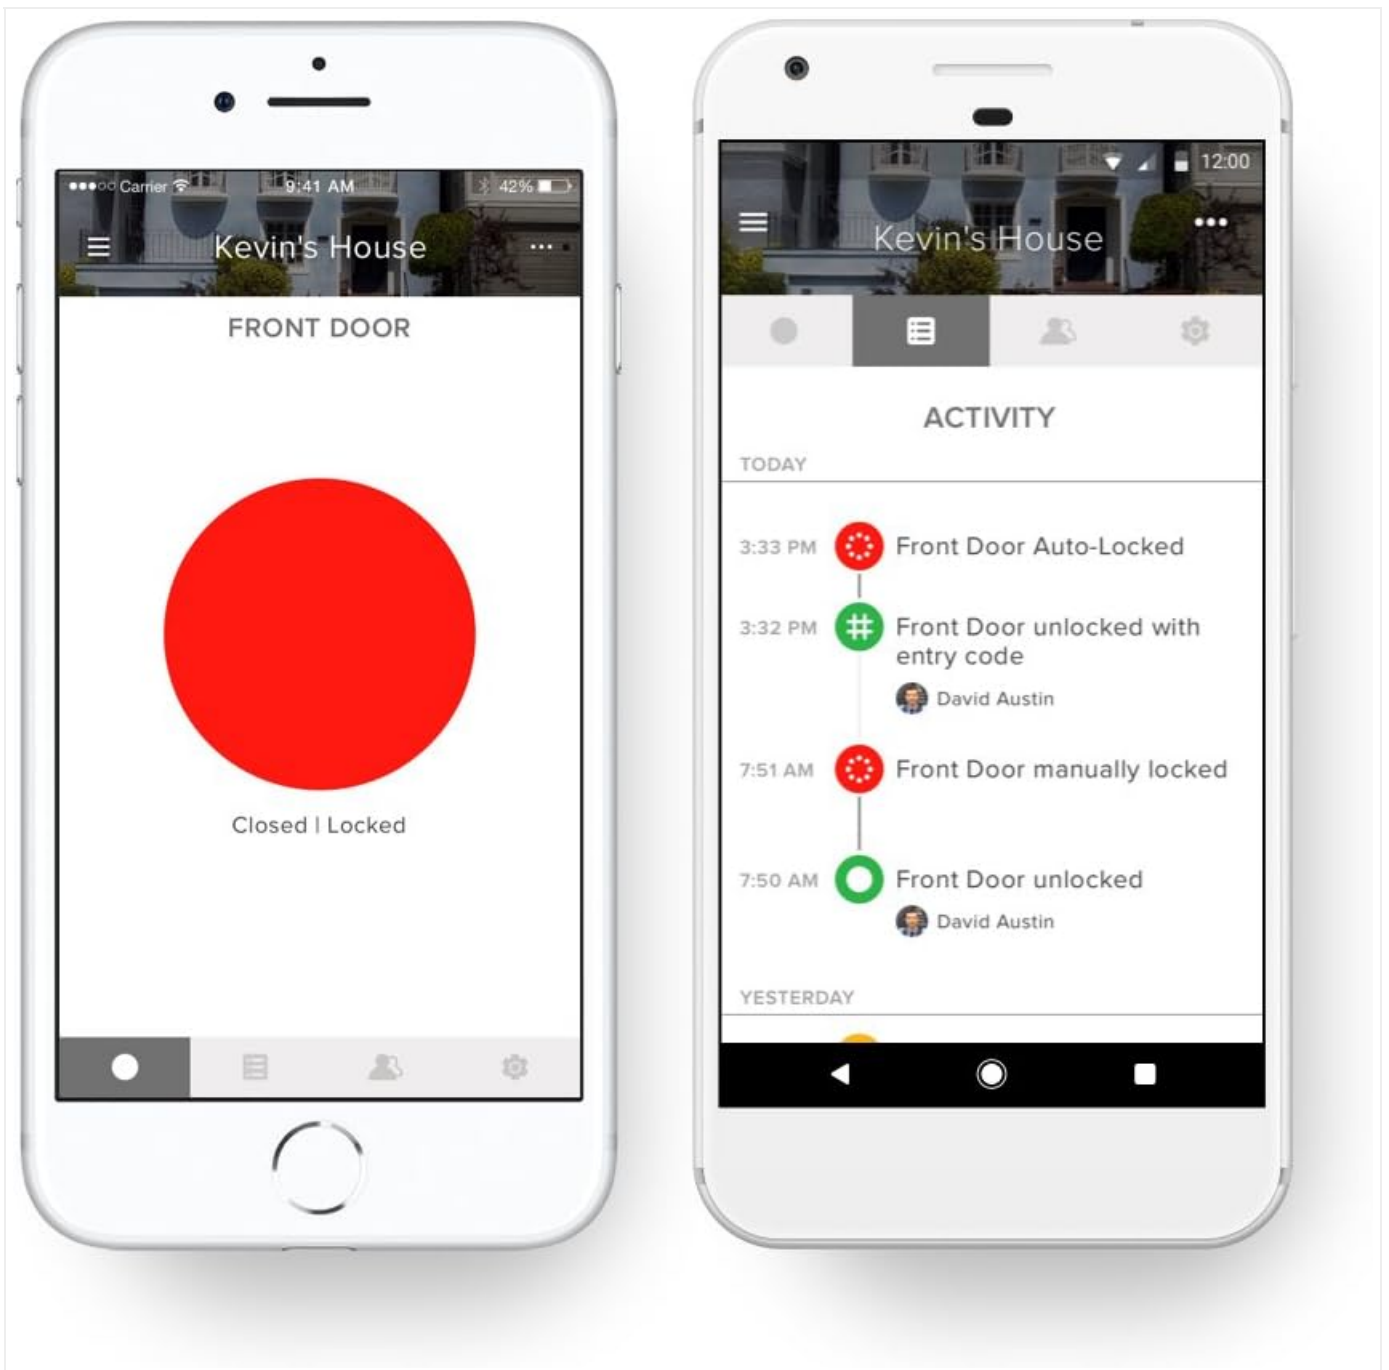 Carrier 9:41 AM 42%
Kevin's House
FRONT DOOR
Closed | Locked
12:00
Kevin's House
ACTIVITY
TODAY
3:33 PM Front Door Auto-Locked
3:32 PM Front Door unlocked with
entry code
David Austin
7:51 AM Front Door manually locked
7:50 AM Front Door unlocked
David Austin
YESTERDAY